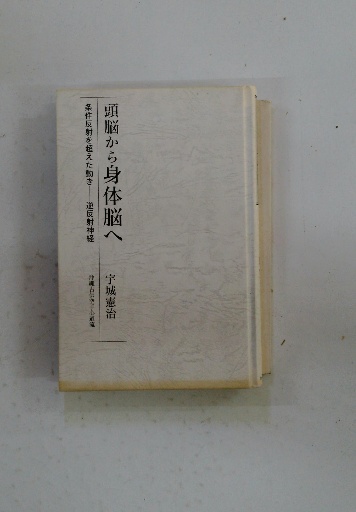 頭脳から身体脳へ
条件反射を超えた動き──逆反射神経
宇城憲治